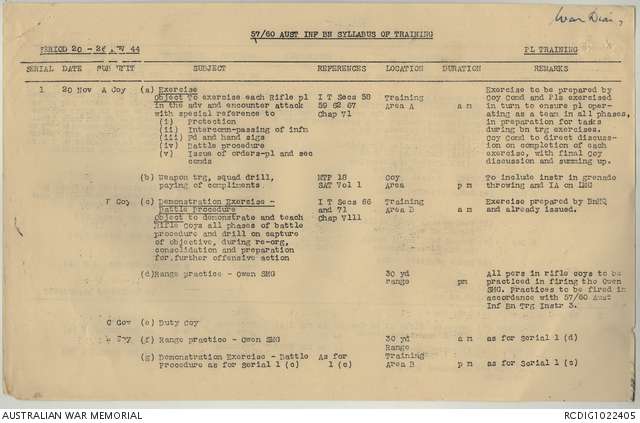 War Diary
57/60 AUST INF BN SYLLABUS OF TRAINING
PERIOD 20 - 26 NOV 44 PL TRAINING
SERIAL DATE SUB UNIT SUBJECT REFERENCES LOCATION DURATION REMARKS
1 20 Nov A Coy (a) Exercise
Object To exercise each Rifle pl
in the adv and encounter attack
with special reference to
(i) Protection
(ii) Intercomm-passing of infn
(iii) Fd and hand sigs
(iv) Battle procedure
(v) Issue of orders-pl and sec
comds
I T Secs 58
59 62 67
Chap VI
Training
Area A
a m
Exercise to be prepared by
Coy Comd and Pls exercised
in turn to ensure pl oper-
ating as a team in all phases,
in preparation for tasks
during bn trg exercises.
Coy Comd to direct discuss-
ion on completion of each
exercise, with final Coy
discussion and summing up.
(b) Weapon trg, squad drill,
paying of compliments
MTP 18
SAT Vol 1
Coy
Area
p m
To include instr in grenade
throwing and IA on LMG
Coy (c) Demonstration Exercise -
Battle Procedure
Object to demonstrate and teach
Rifle Coys all phases of battle
procedure and drill on capture
of objective, during re-org,
consolidation and preparation
for further offensive action
I T Secs 66
and 71
Chap VIII
Training
Area B
a m
Exercise prepared by BnHQ
and already issued.
(d) Range practice - Owen SMG
30 yd
range
pm
All pers in rifle coys to be
practiced in firing the Owen
SMG. Practices to be fired in
accordance with 57/60 Aust
Inf Bn Trg Instr 3.
C Coy (e) Duty Coy
Coy (f) Range practice - Owen SMG
30 yd
Range
a m
as for Serial 1 (d)
(g) Demonstration Exercise - Battle
Procedure as for Serial 1 (c)
As for
1 (c)
Training
Area B
p m
as for Serial 1 (c)
AUSTRALIAN WAR MEMORIAL RCDIG1022405